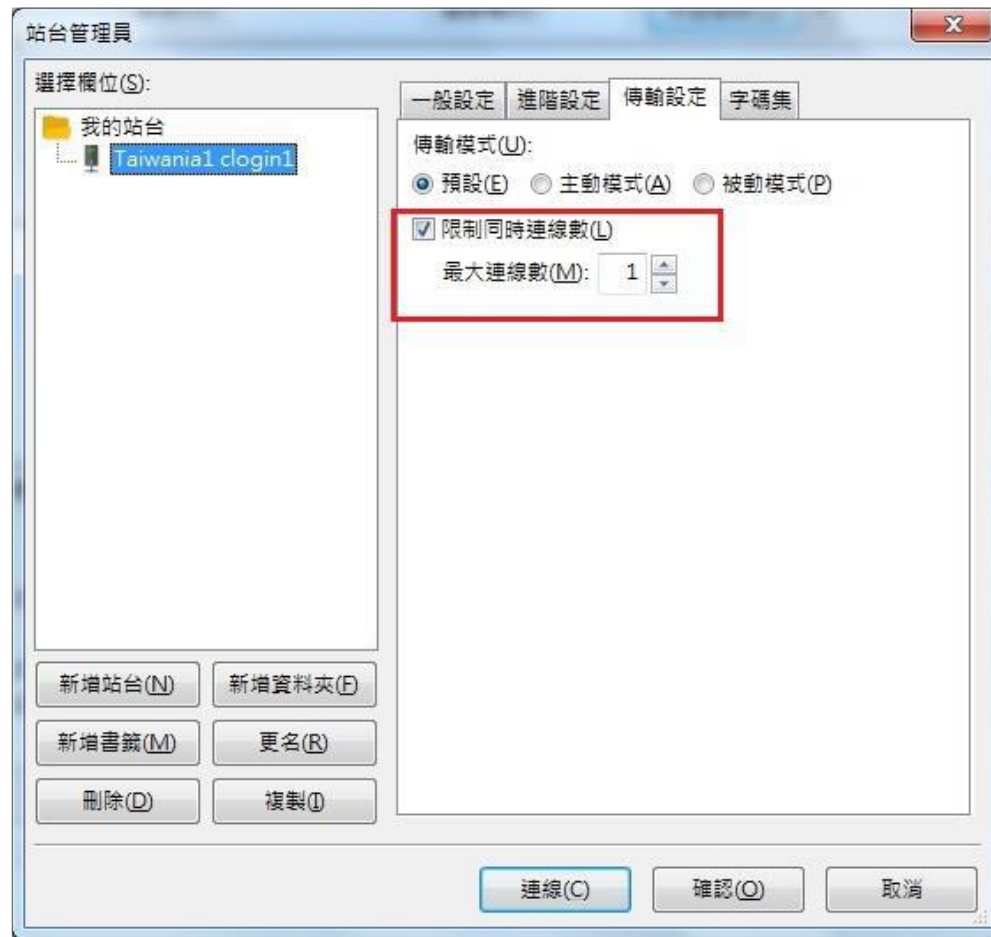 站台管理員
選擇欄位(S):
我的站台
Taiwania1 clogin1
新增站台(N)
新增資料夾(F)
新增書籤(M)
更名(R)
刪除(D)
複製(I)
一般設定
進階設定
傳輸設定
字碼集
傳輸模式(U):
預設(E) 主動模式(A) 被動模式(P)
限制同時連線數(L)
最大連線數(M): 1
連線(C)
確認(O)
取消